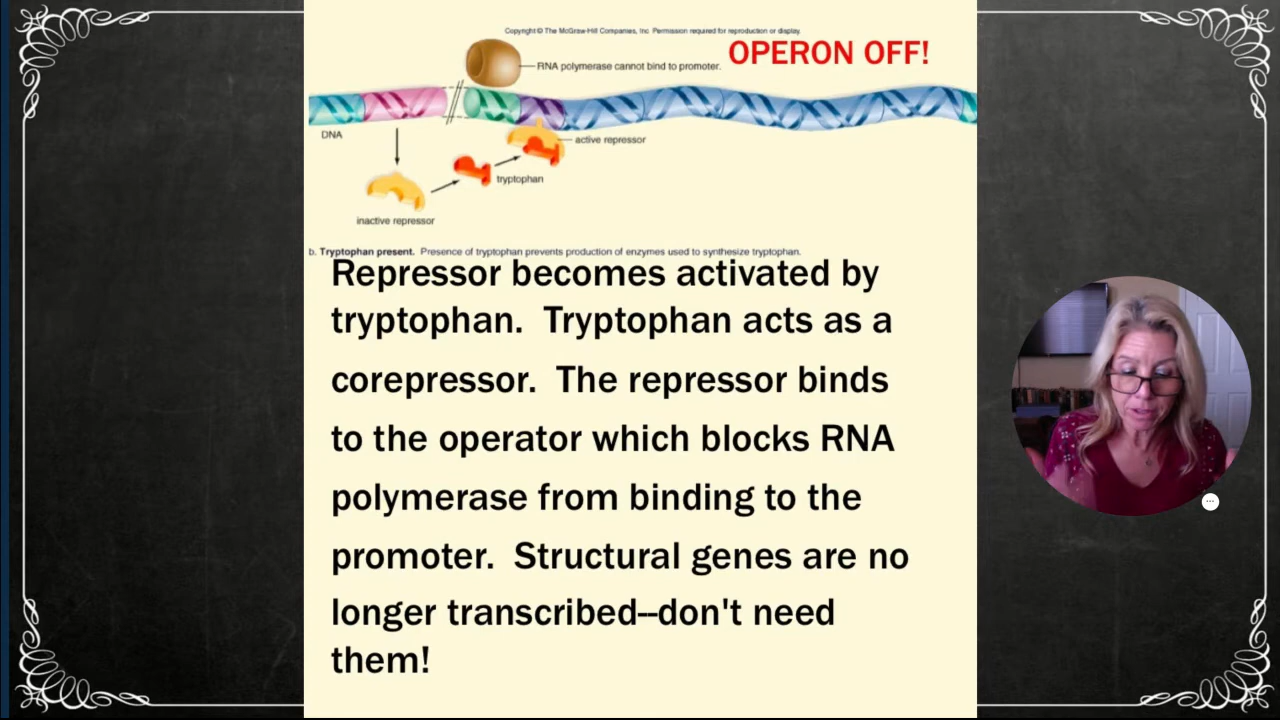 Copyright © The McGraw-Hill Companies, Inc Permission required for reproduction or display.
OPERON OFF!
RNA polymerase cannot bind to promoter.
DNA
active repressor
tryptophan
inactive repressor
b. Tryptophan present. Presence of tryptophan prevents production of enzymes used to synthesize tryptophan.
Repressor becomes activated by
tryptophan. Tryptophan acts as a
corepressor. The repressor binds
to the operator which blocks RNA
polymerase from binding to the
promoter. Structural genes are no
longer transcribed--don't need
them!